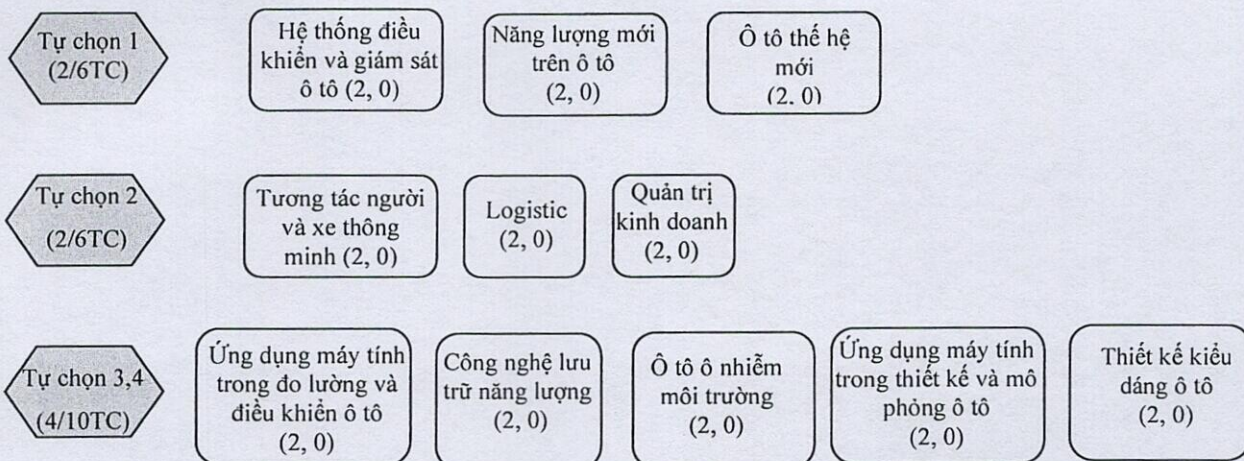 Tự chọn 1
(2/6TC)
Hệ thống điều
khiển và giám sát
ô tô (2, 0)
Năng lượng mới
trên ô tô
(2, 0)
Ô tô thế hệ
mới
(2, 0)
Tự chọn 2
(2/6TC)
Tương tác người
và xe thông
minh (2, 0)
Logistic
(2, 0)
Quản trị
kinh doanh
(2, 0)
Tự chọn 3,4
(4/10TC)
Ứng dụng máy tính
trong đo lường và
điều khiển ô tô
(2, 0)
Công nghệ lưu
trữ năng lượng
(2, 0)
Ô tô ô nhiễm
môi trường
(2, 0)
Ứng dụng máy tính
trong thiết kế và mô
phỏng ô tô
(2, 0)
Thiết kế kiểu
dáng ô tô
(2, 0)